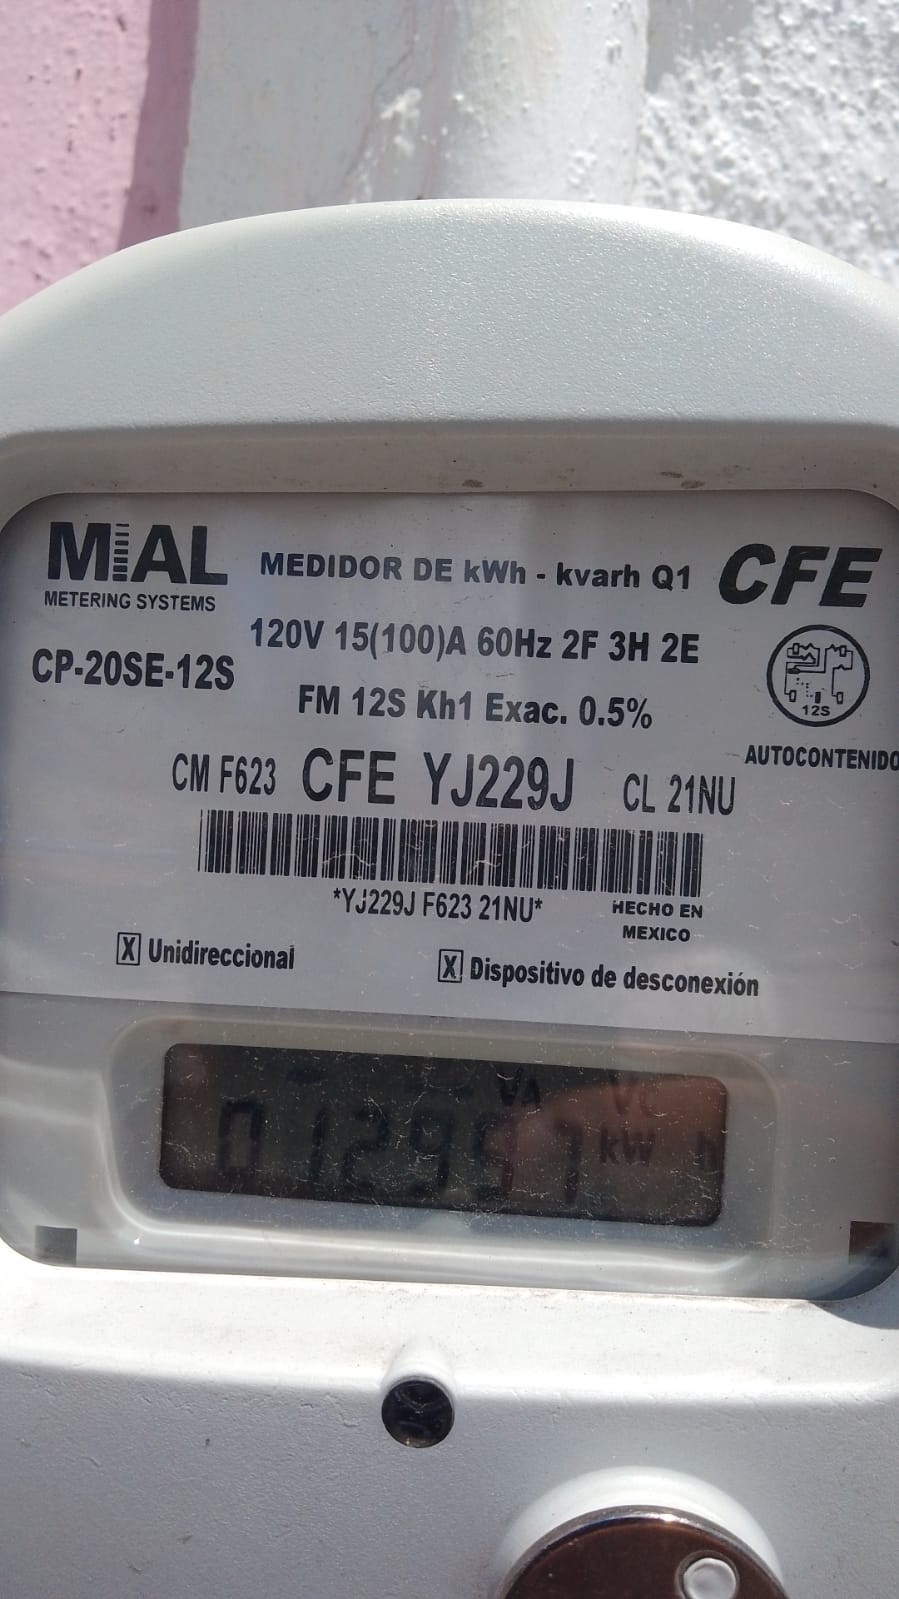 MIAL
METERING SYSTEMS
MEDIDOR DE kWh - kvarh Q1
CFE
CP-20SE-12S
120V 15(100)A 60Hz 2F 3H 2E
FM 12S Kh1 Exac. 0.5%
12S
AUTOCONTENIDO
CM F623 CFE YJ229J CL 21NU
*YJ229J F623 21NU*
HECHO EN
MEXICO
X Unidireccional
X Dispositivo de desconexión
VA VC
kW h